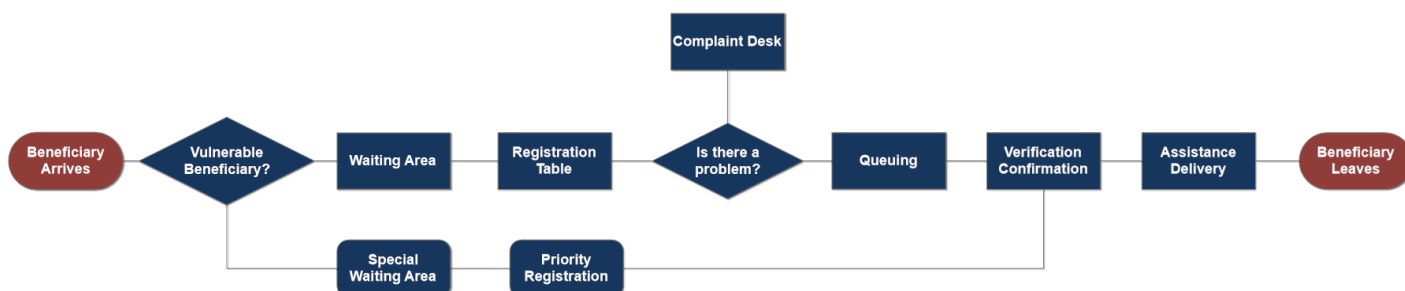 Complaint Desk
Beneficiary
Arrives
Vulnerable
Beneficiary?
Waiting Area
Registration
Table
Is there a
problem?
Queuing
Verification
Confirmation
Assistance
Delivery
Beneficiary
Leaves
Special
Waiting Area
Priority
Registration